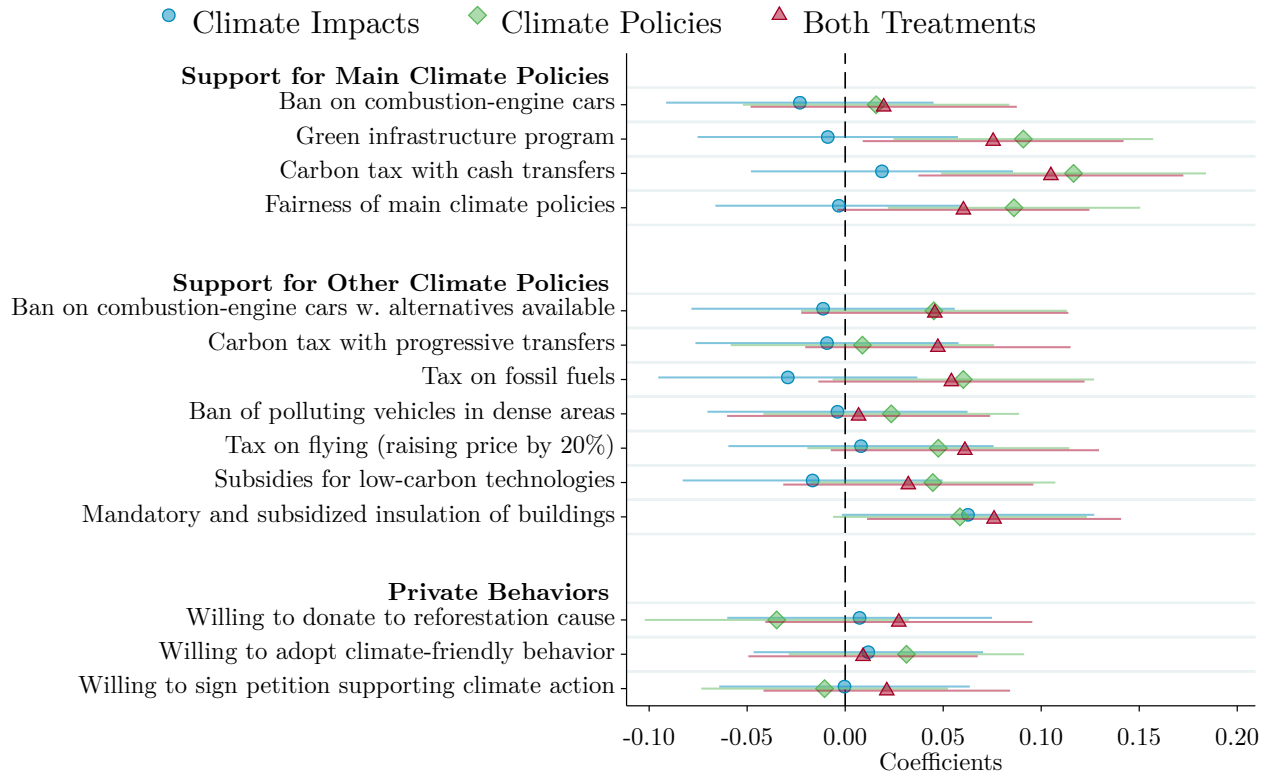 Climate Impacts Climate Policies Both Treatments
Support for Main Climate Policies
Ban on combustion-engine cars
Green infrastructure program
Carbon tax with cash transfers
Fairness of main climate policies
Support for Other Climate Policies
Ban on combustion-engine cars w. alternatives available
Carbon tax with progressive transfers
Tax on fossil fuels
Ban of polluting vehicles in dense areas
Tax on flying (raising price by 20%)
Subsidies for low-carbon technologies
Mandatory and subsidized insulation of buildings
Private Behaviors
Willing to donate to reforestation cause
Willing to adopt climate-friendly behavior
Willing to sign petition supporting climate action
-0.10 -0.05 0.00 0.05 0.10 0.15 0.20
Coefficients